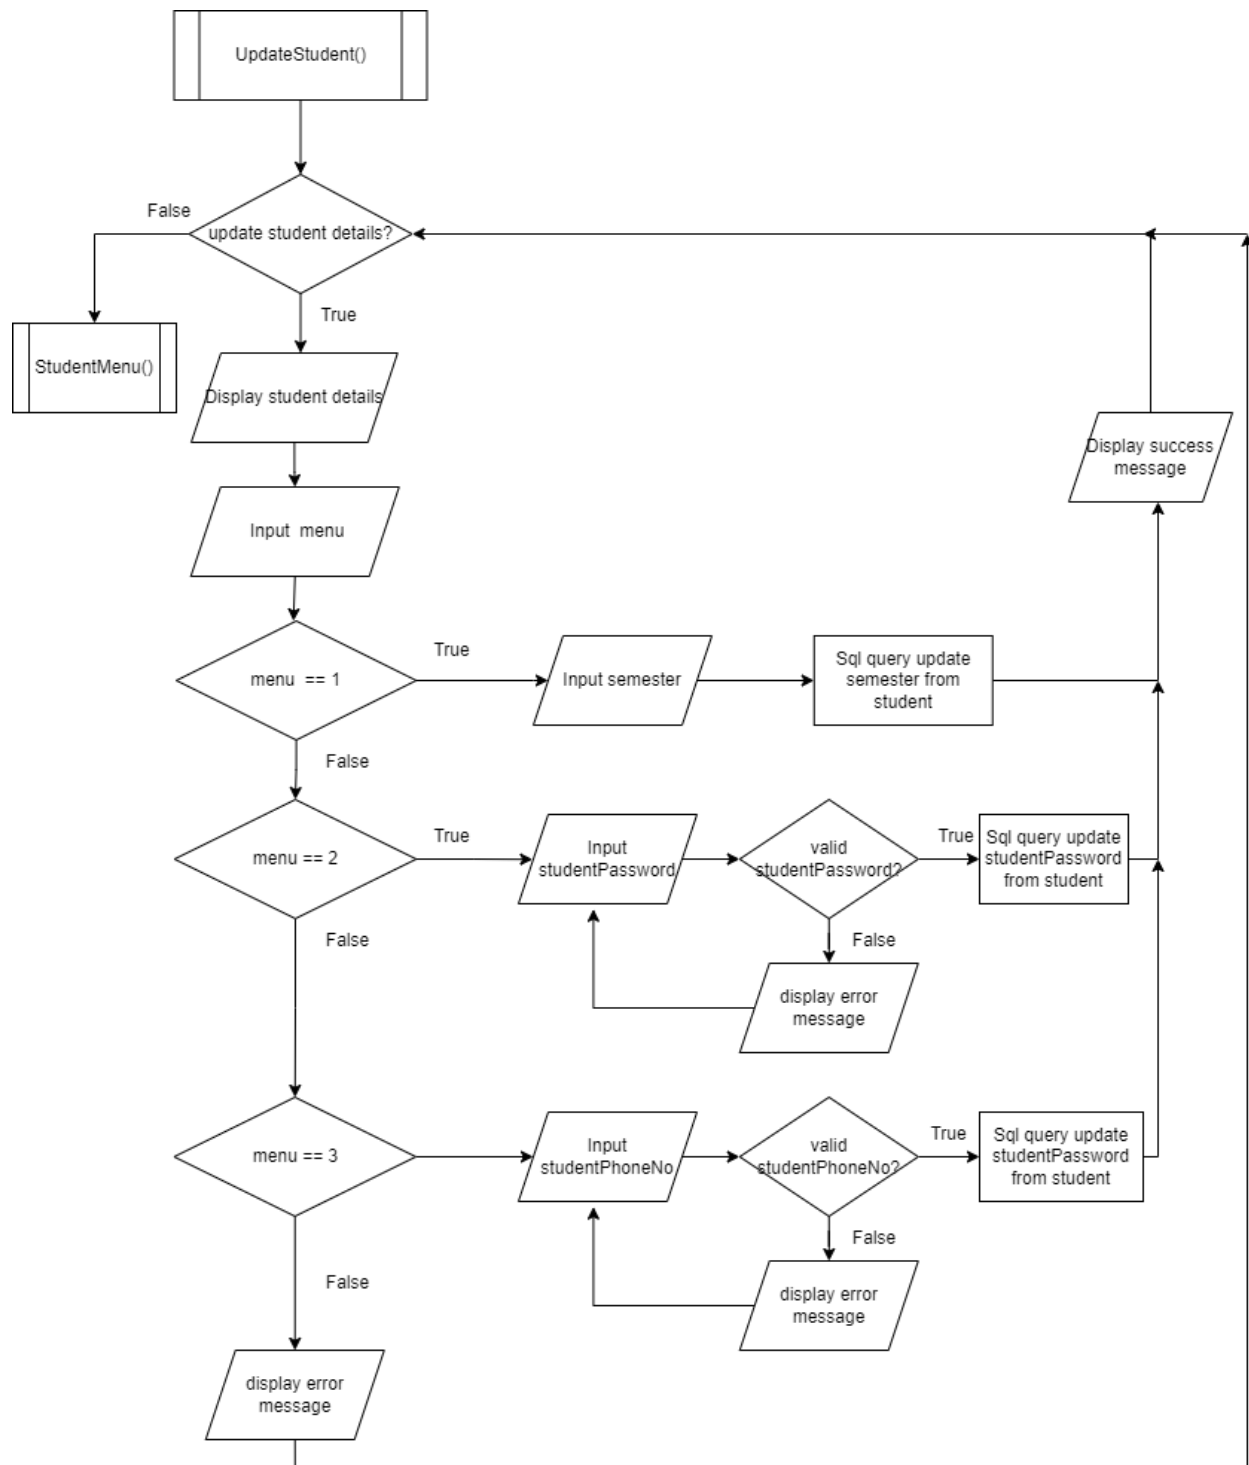 UpdateStudent()
False
update student details?
True
StudentMenu()
Display student details
Display success
message
Input  menu
True
menu  == 1
Input semester
Sql query update
semester from
student
False
True
menu == 2
Input
studentPassword
valid
studentPassword?
True
Sql query update
studentPassword
from student
False
False
display error
message
menu == 3
Input
studentPhoneNo
valid
studentPhoneNo?
True
Sql query update
studentPassword
from student
False
False
display error
message
display error
message